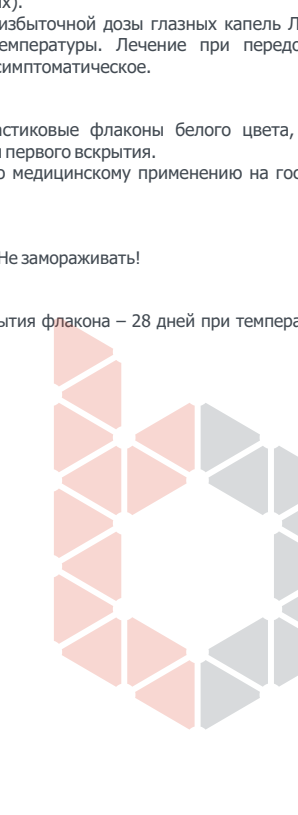 их).
избыточной дозы глазных капель Л
емпературы. Лечение при передо
симптоматическое.
астиковые флаконы белого цвета,
первого вскрытия.
о медицинскому применению на гос
Не замораживать!
ытия флакона – 28 дней при темпера